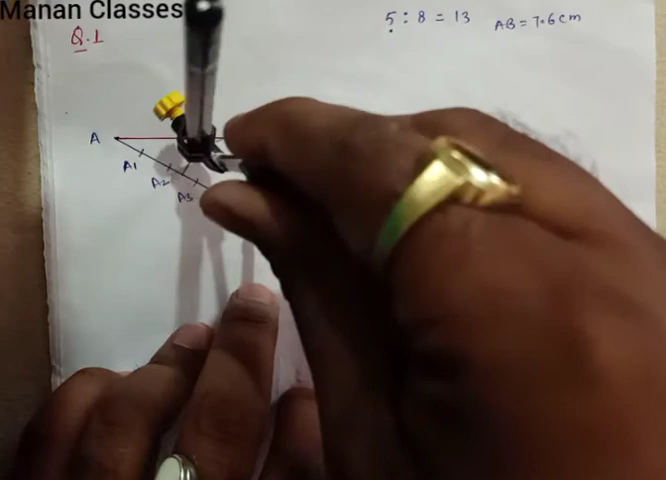 Manan Classes
5 : 8 = 13
AB = 7.6 cm
Q.1
A
A1
A2
A3